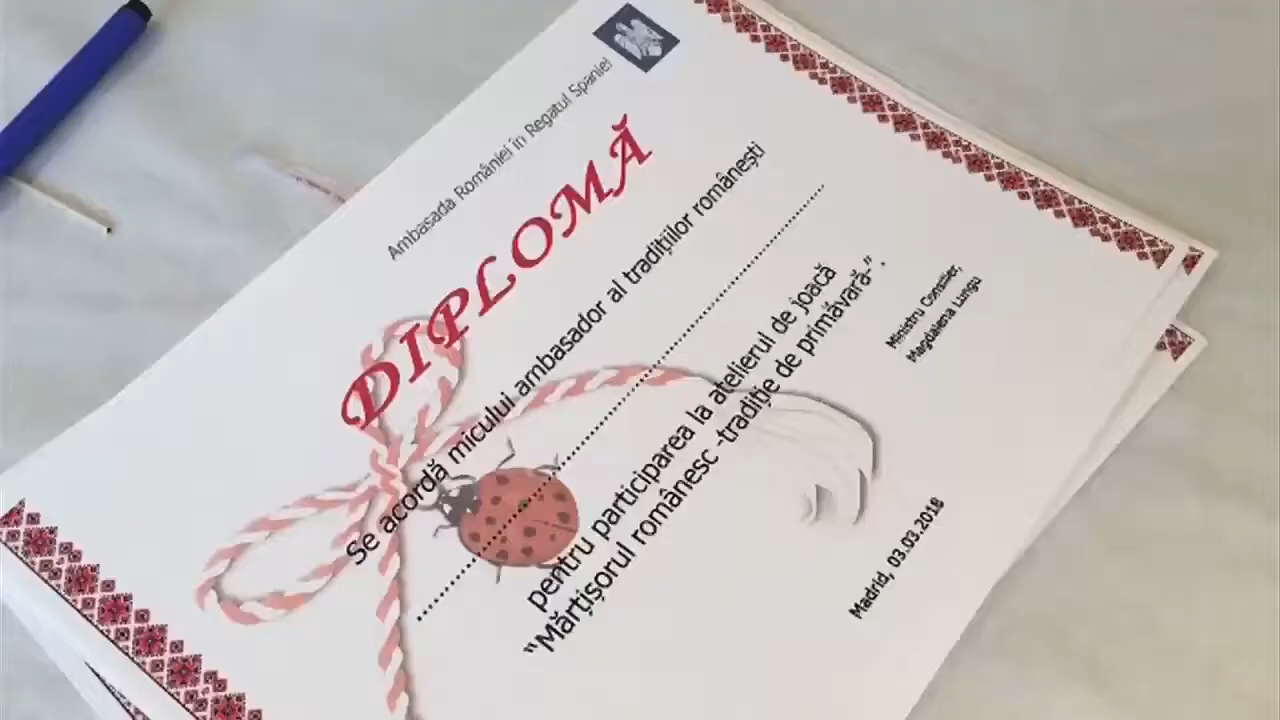 Ambasada României în Regatul Spaniei
DIPLOMĂ
Se acordă micului ambasador al tradițiilor românești
pentru participarea la atelierul de joacă
“Mărțișorul românesc -tradiție de primăvară-”.
Ministru Consilier,
Magdalena Lungu
Madrid, 03.03.2018